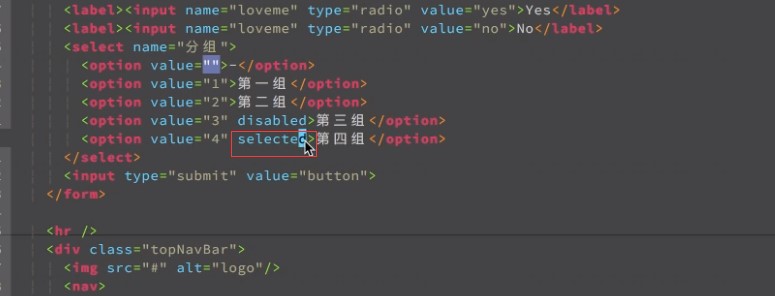 <label><input name="loveme" type="radio" value="yes">Yes</label>
<label><input name="loveme" type="radio" value="no">No</label>
<select name="分组">
<option value="">-</option>
<option value="1">第一组</option>
<option value="2">第二组</option>
<option value="3" disabled>第三组</option>
<option value="4" selected>第四组</option>
</select>
<input type="submit" value="button">
</form>
<hr />
<div class="topNavBar">
<img src="#" alt="logo"/>
<nav>